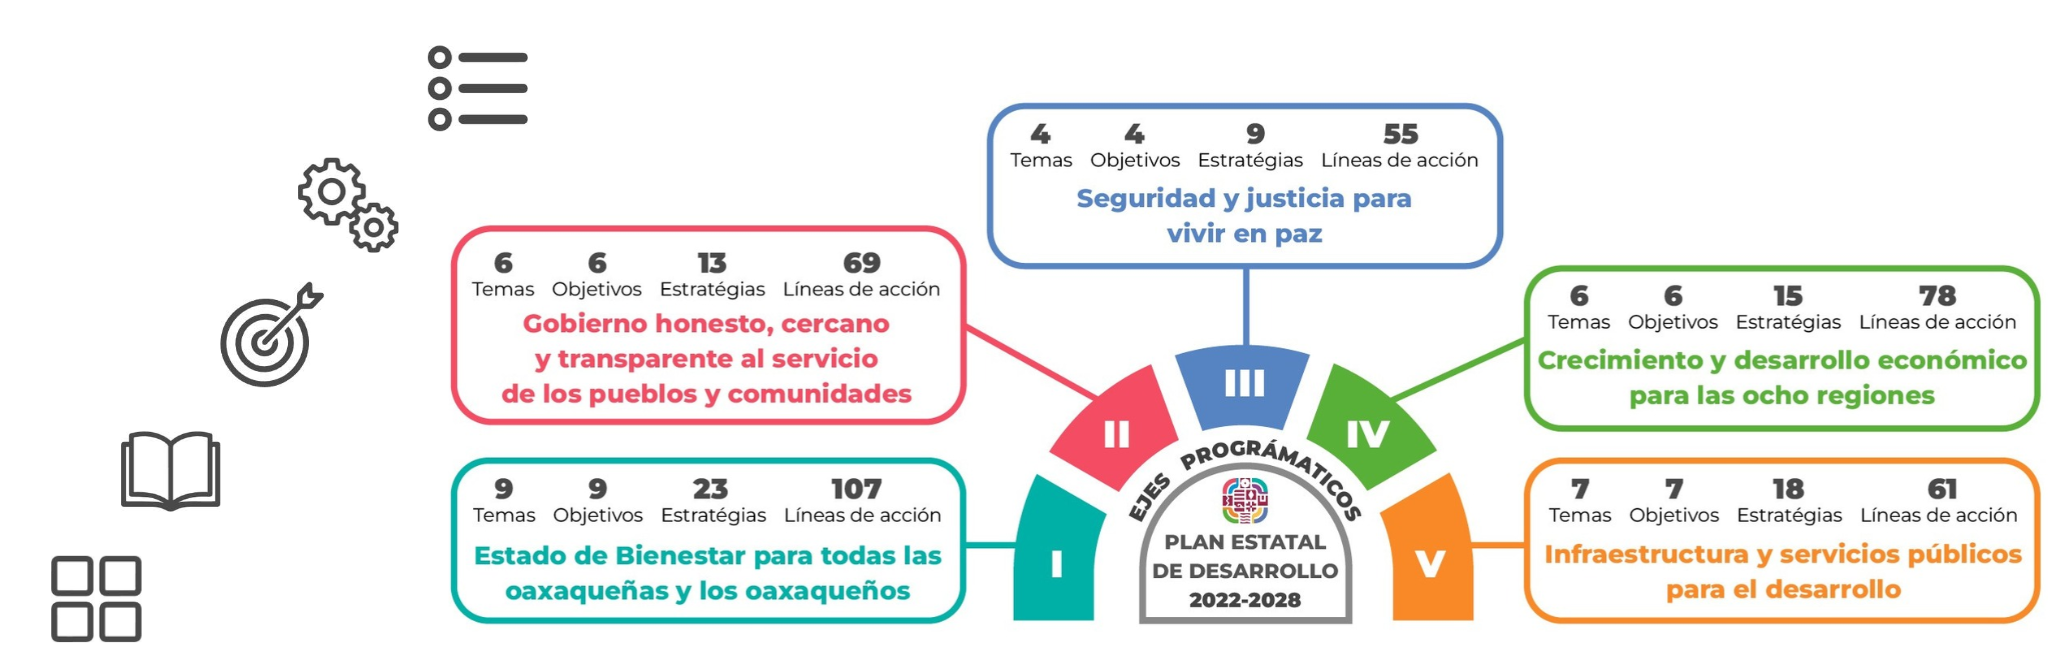 4 4 9 55
Temas Objetivos Estratégias Líneas de acción
Seguridad y justicia para
vivir en paz
6 6 13 69
Temas Objetivos Estratégias Líneas de acción
Gobierno honesto, cercano
y transparente al servicio
de los pueblos y comunidades
6 6 15 78
Temas Objetivos Estratégias Líneas de acción
Crecimiento y desarrollo económico
para las ocho regiones
9 9 23 107
Temas Objetivos Estratégias Líneas de acción
Estado de Bienestar para todas las
oaxaqueñas y los oaxaqueños
7 7 18 61
Temas Objetivos Estratégias Líneas de acción
Infraestructura y servicios públicos
para el desarrollo
I
II
III
IV
V
EJES PROGRÁMATICOS
PLAN ESTATAL
DE DESARROLLO
2022-2028